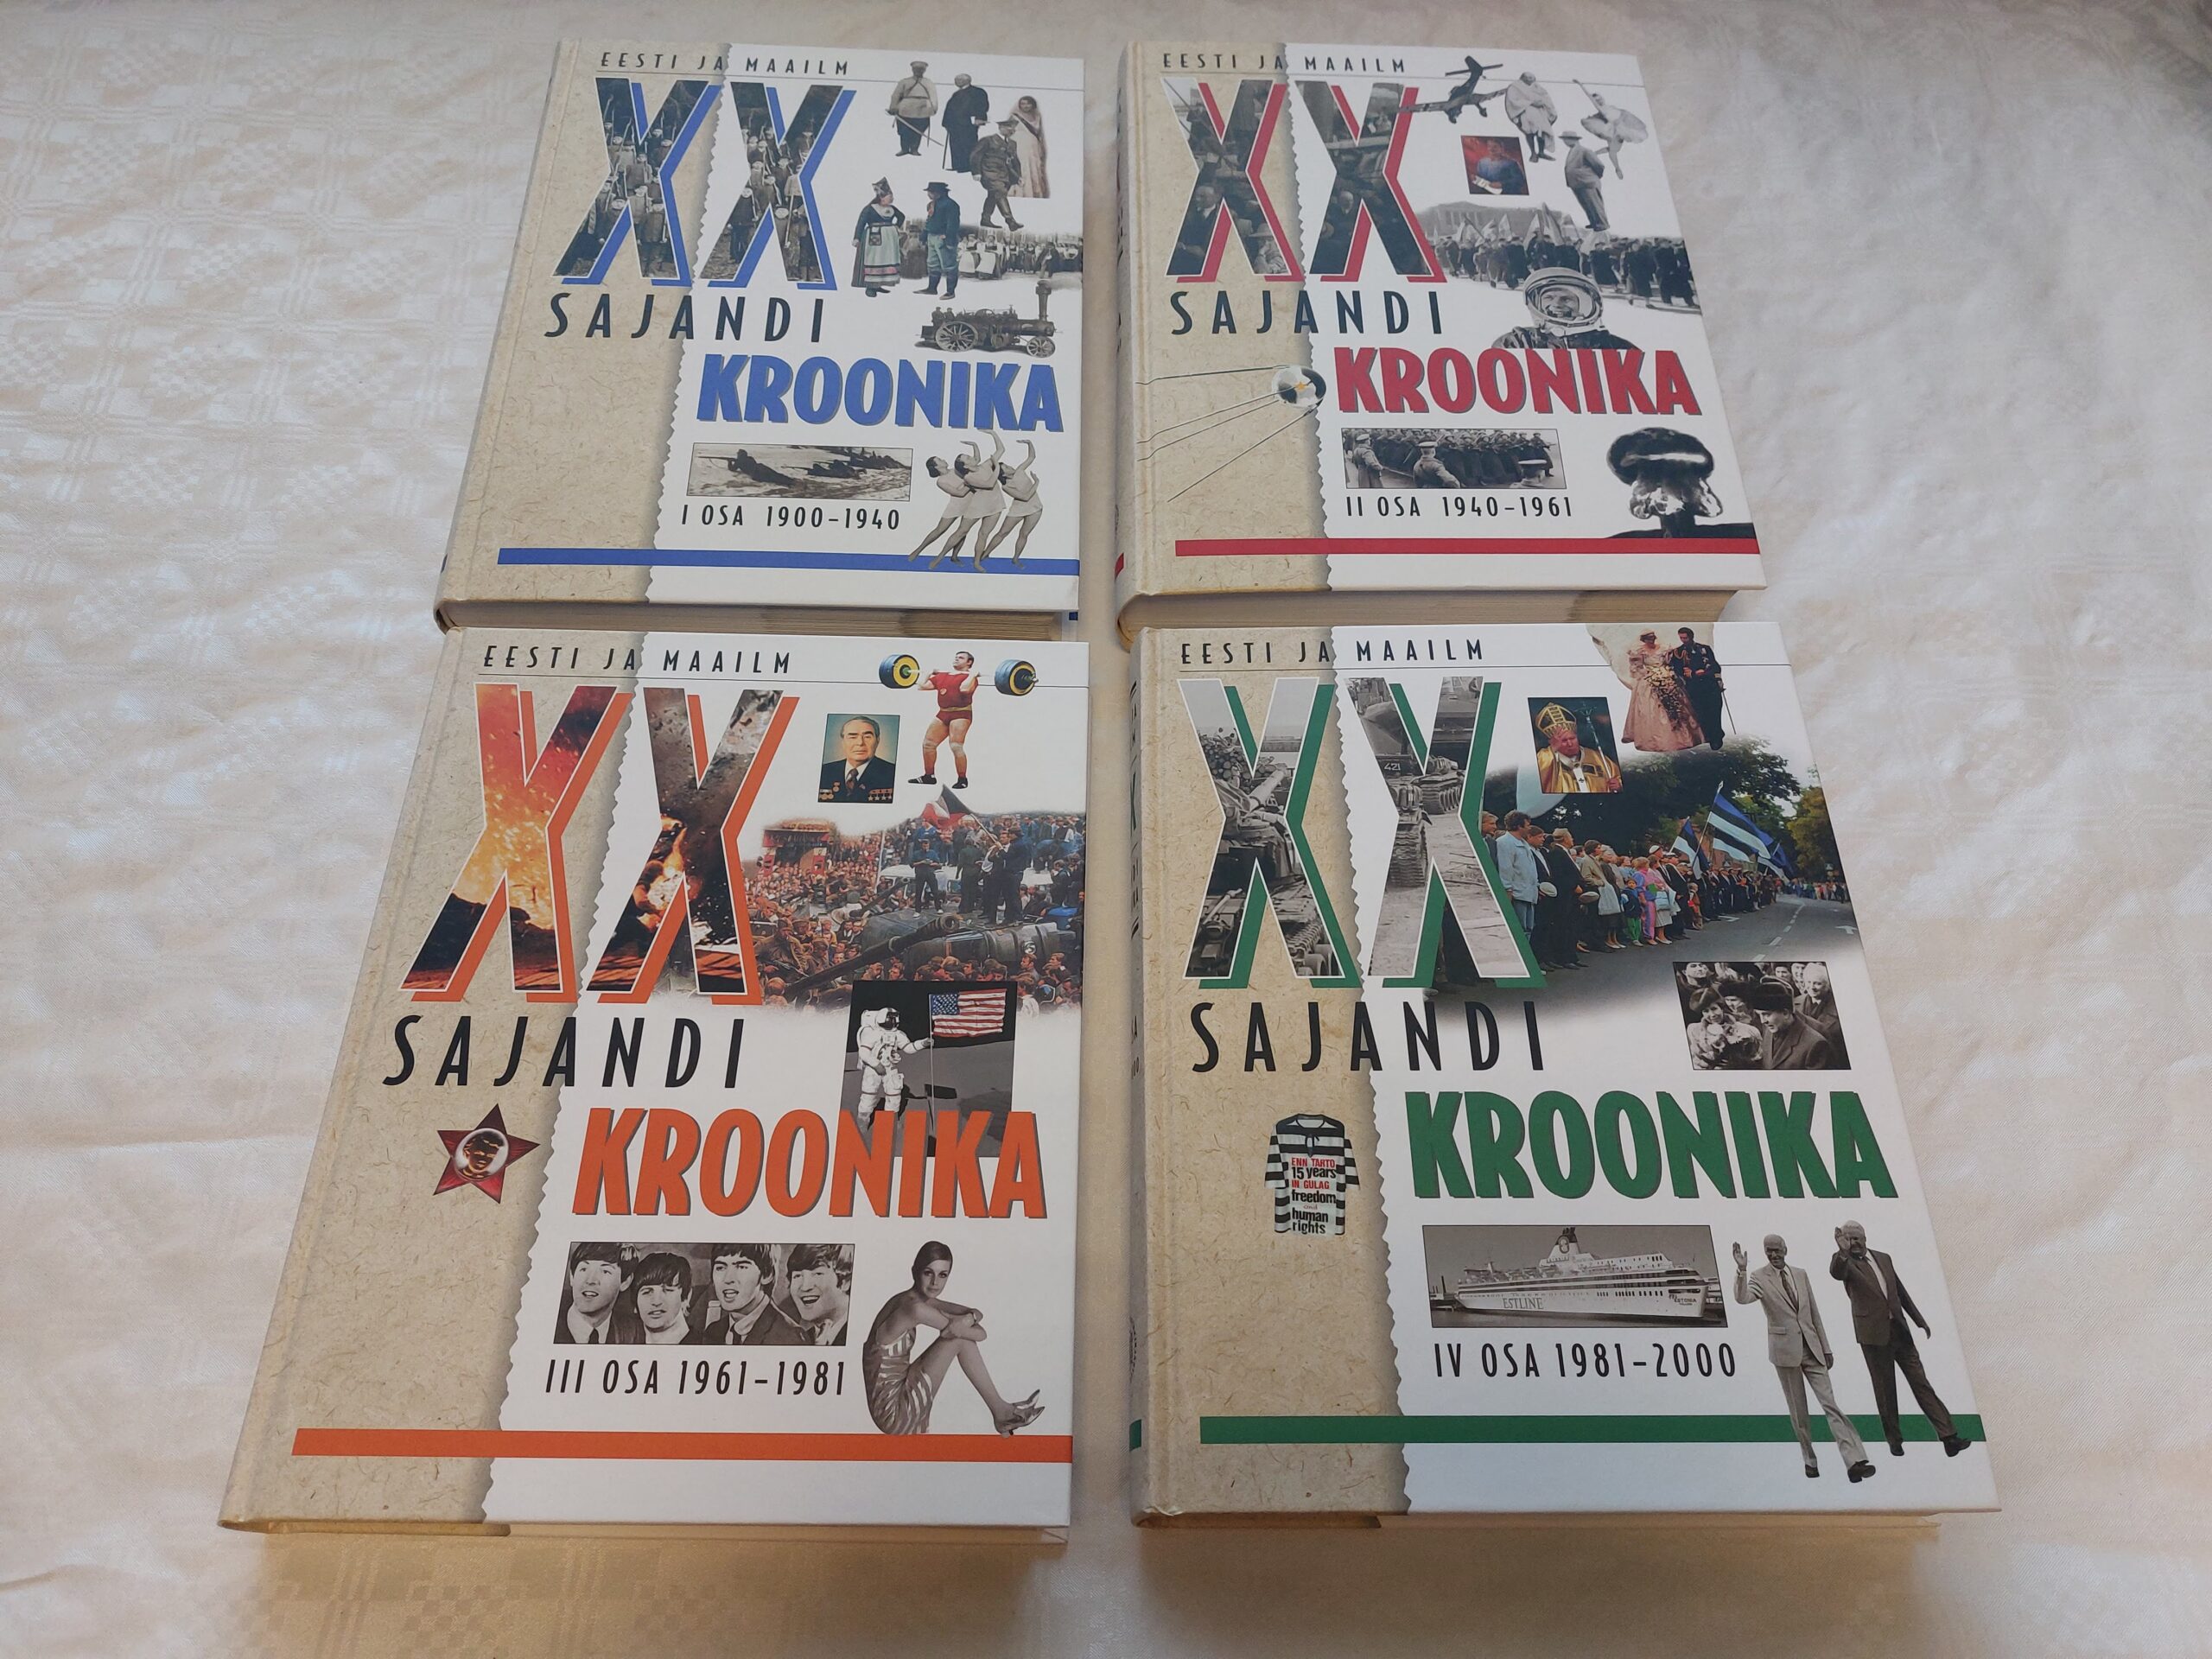 EESTI JA MAAILM
XX
SAJANDI
KROONIKA
I OSA 1900-1940
EESTI JA MAAILM
XX
SAJANDI
KROONIKA
II OSA 1940-1961
EESTI JA MAAILM
XX
SAJANDI
KROONIKA
III OSA 1961-1981
EESTI JA MAAILM
XX
421
SAJANDI
KROONIKA
ENN TARTO
15 years
IN GULAG
freedom
and
human
rights
ESTLINE
IV OSA 1981-2000